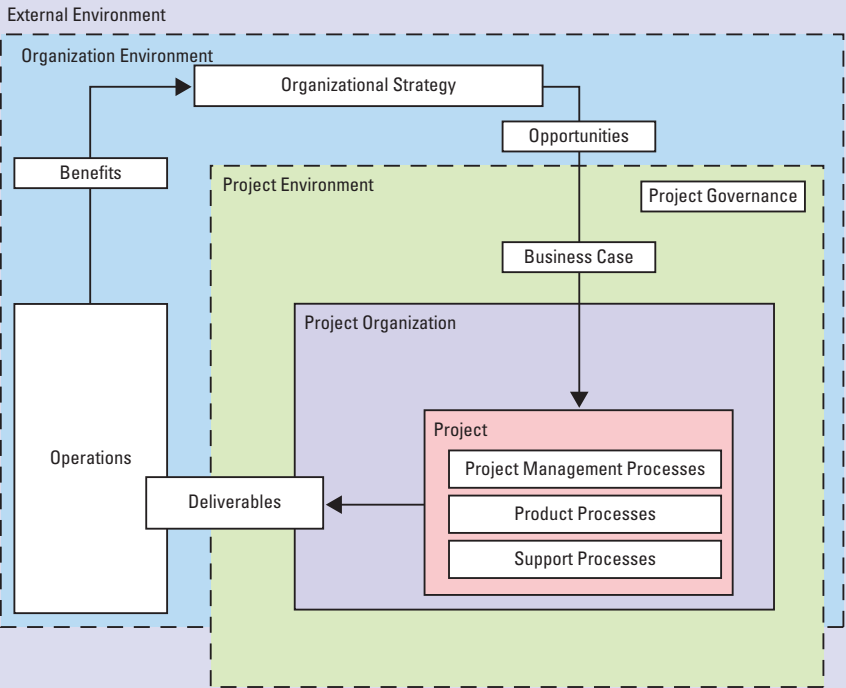 External Environment
Organization Environment
Organizational Strategy
Opportunities
Benefits
Project Environment
Project Governance
Business Case
Project Organization
Project
Operations
Project Management Processes
Deliverables
Product Processes
Support Processes